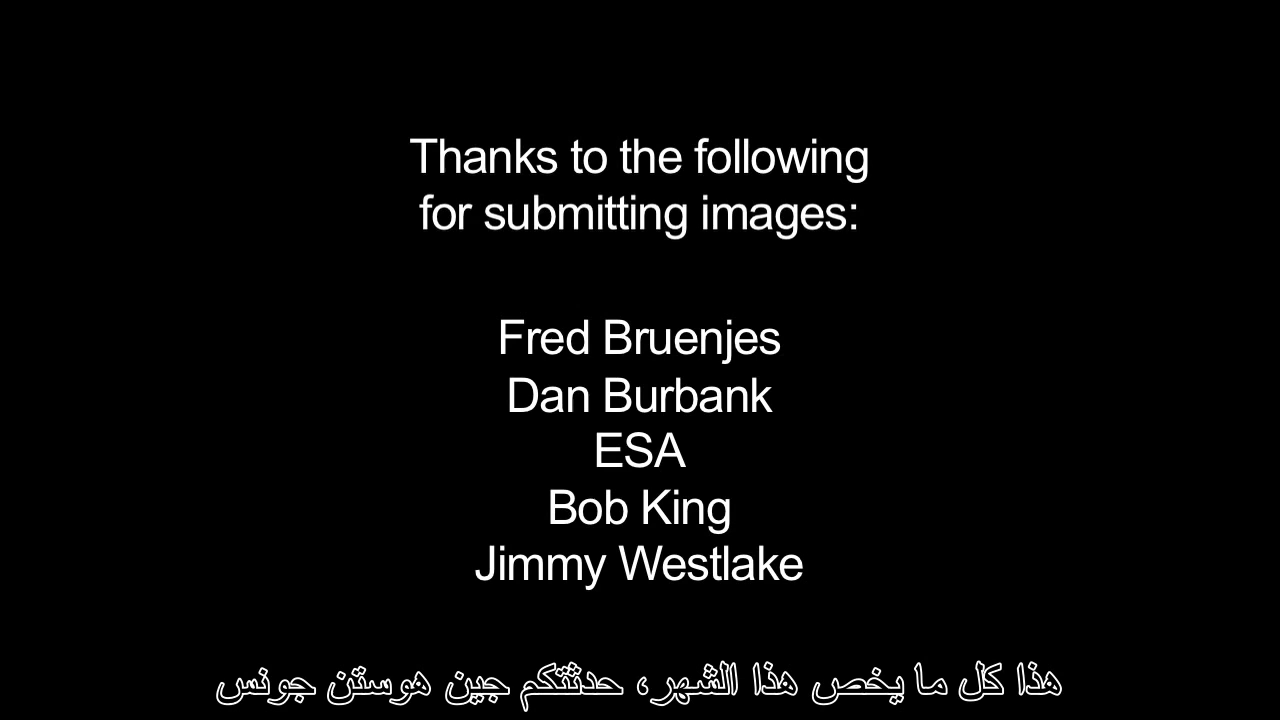 Thanks to the following
for submitting images:
Fred Bruenjes
Dan Burbank
ESA
Bob King
Jimmy Westlake
هذا كل ما يخص هذا الشهر، حدثتكم جين هوستن جونس